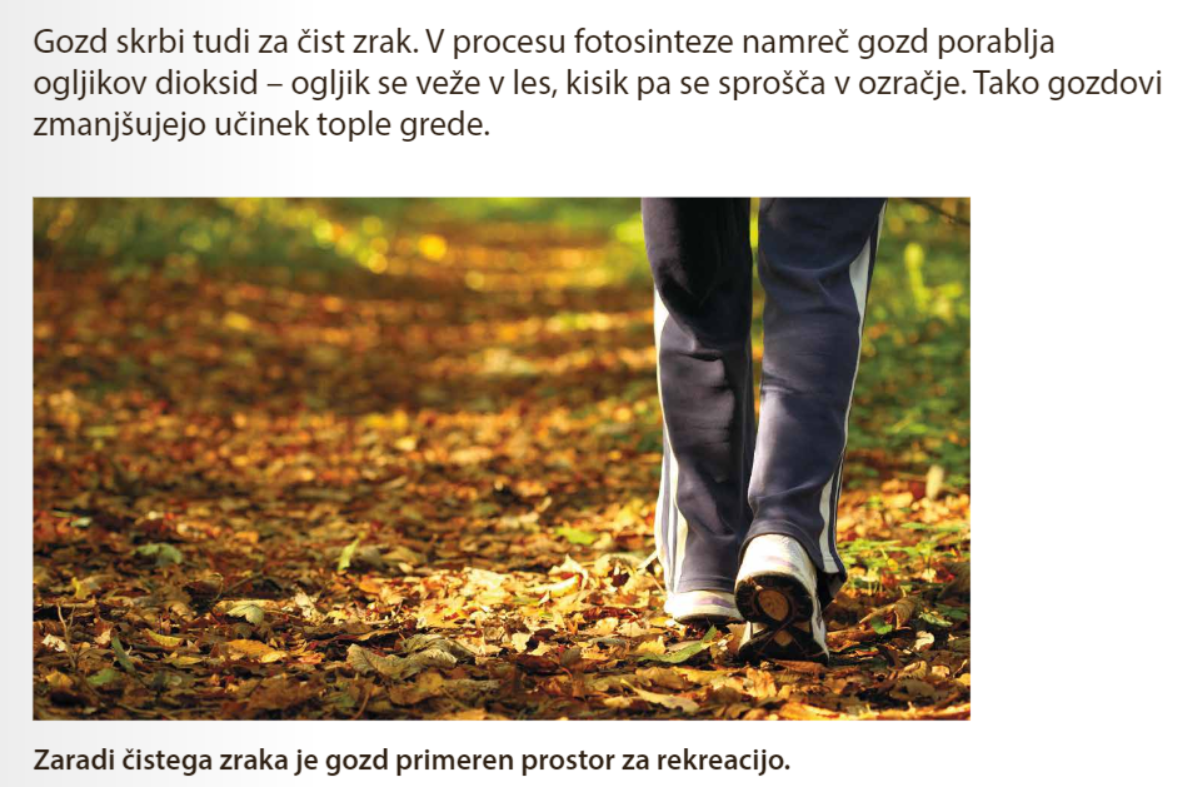 Gozd skrbi tudi za čist zrak. V procesu fotosinteze namreč gozd porablja
ogljikov dioksid – ogljik se veže v les, kisik pa se sprošča v ozračje. Tako gozdovi
zmanjšujejo učinek tople grede.
Zaradi čistega zraka je gozd primeren prostor za rekreacijo.